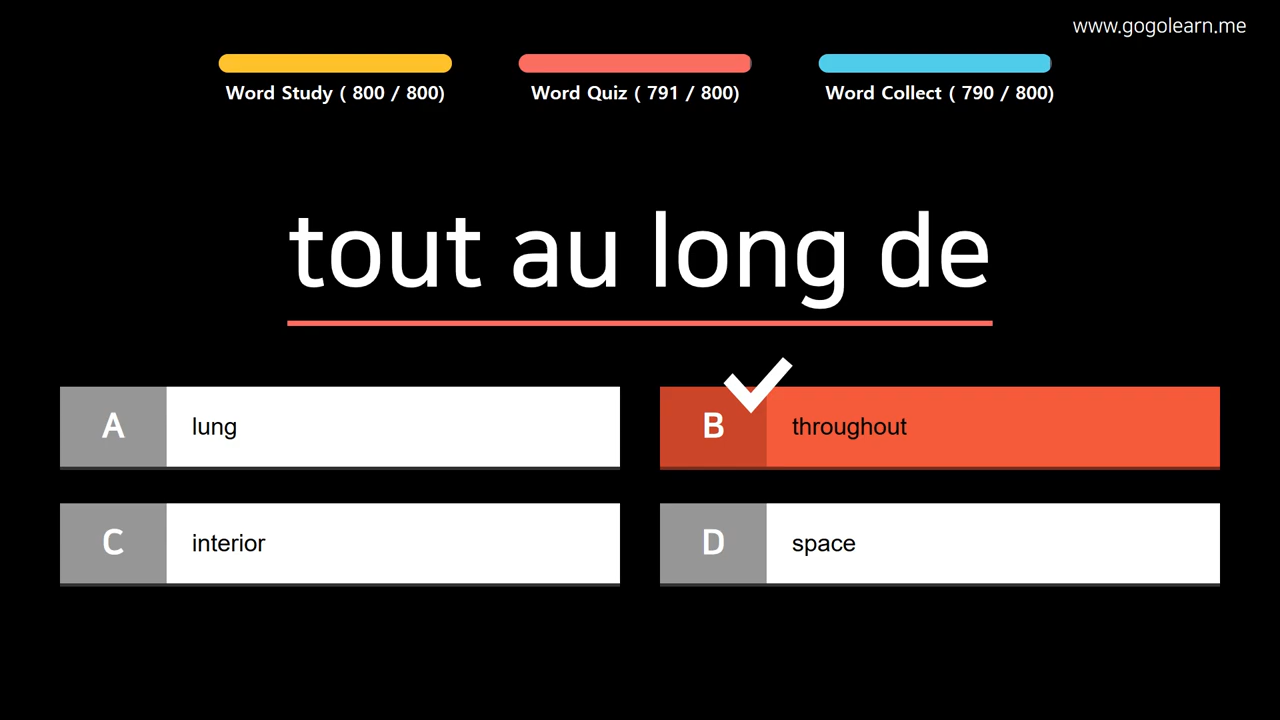 www.gogolearn.me
Word Study ( 800 / 800)
Word Quiz ( 791 / 800)
Word Collect ( 790 / 800)
tout au long de
A lung
B throughout
C interior
D space